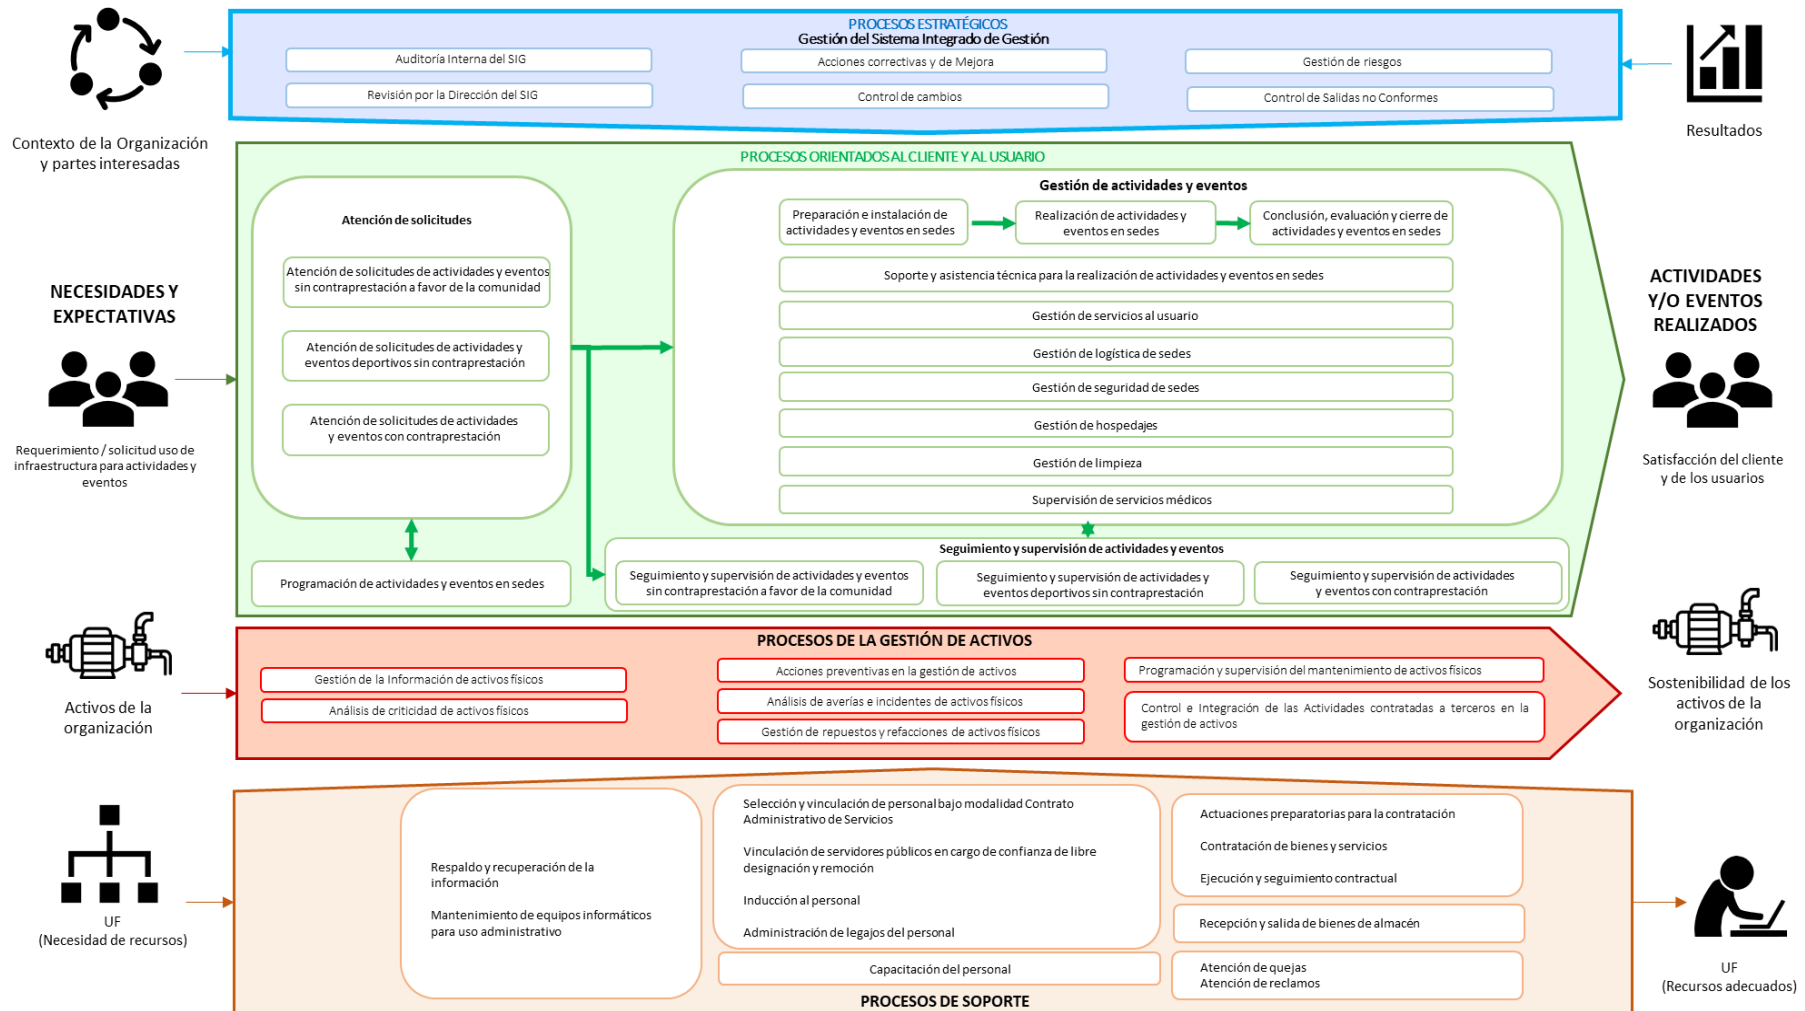 PROCESOS ESTRATÉGICOS
Gestión del Sistema Integrado de Gestión
Auditoría Interna del SIG
Acciones correctivas y de Mejora
Gestión de riesgos
Revisión por la Dirección del SIG
Control de cambios
Control de Salidas no Conformes
Contexto de la Organización
y partes interesadas
Resultados
PROCESOS ORIENTADOS AL CLIENTE Y AL USUARIO
Atención de solicitudes
Atención de solicitudes de actividades y eventos
sin contraprestación a favor de la comunidad
Atención de solicitudes de actividades y
eventos deportivos sin contraprestación
Atención de solicitudes de actividades
y eventos con contraprestación
Programación de actividades y eventos en sedes
Gestión de actividades y eventos
Preparación e instalación de
actividades y eventos en sedes
Realización de actividades y
eventos en sedes
Conclusión, evaluación y cierre de
actividades y eventos en sedes
Soporte y asistencia técnica para la realización de actividades y eventos en sedes
Gestión de servicios al usuario
Gestión de logística de sedes
Gestión de seguridad de sedes
Gestión de hospedajes
Gestión de limpieza
Supervisión de servicios médicos
Seguimiento y supervisión de actividades y eventos
Seguimiento y supervisión de actividades y eventos
sin contraprestación a favor de la comunidad
Seguimiento y supervisión de actividades y
eventos deportivos sin contraprestación
Seguimiento y supervisión de actividades
y eventos con contraprestación
NECESIDADES Y
EXPECTATIVAS
Requerimiento / solicitud uso de
infraestructura para actividades y
eventos
ACTIVIDADES
Y/O EVENTOS
REALIZADOS
Satisfacción del cliente
y de los usuarios
PROCESOS DE LA GESTIÓN DE ACTIVOS
Gestión de la Información de activos físicos
Análisis de criticidad de activos físicos
Acciones preventivas en la gestión de activos
Análisis de averías e incidentes de activos físicos
Gestión de repuestos y refacciones de activos físicos
Programación y supervisión del mantenimiento de activos físicos
Control e Integración de las Actividades contratadas a terceros en la
gestión de activos
Activos de la
organización
Sostenibilidad de los
activos de la
organización
Respaldo y recuperación de la
información
Mantenimiento de equipos informáticos
para uso administrativo
Selección y vinculación de personal bajo modalidad Contrato
Administrativo de Servicios
Vinculación de servidores públicos en cargo de confianza de libre
designación y remoción
Inducción al personal
Administración de legajos del personal
Capacitación del personal
Actuaciones preparatorias para la contratación
Contratación de bienes y servicios
Ejecución y seguimiento contractual
Recepción y salida de bienes de almacén
Atención de quejas
Atención de reclamos
PROCESOS DE SOPORTE
UF
(Necesidad de recursos)
UF
(Recursos adecuados)